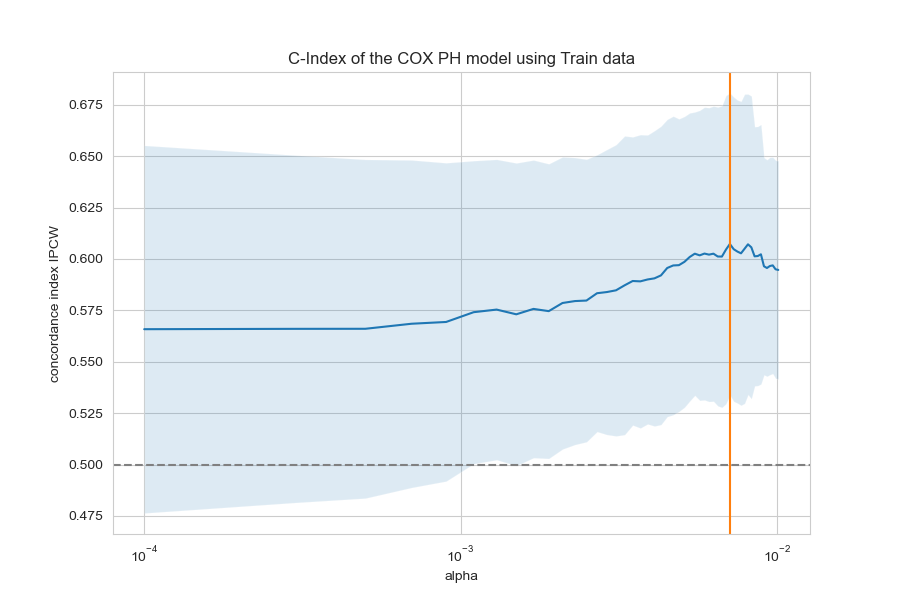 C-Index of the COX PH model using Train data
concordance index IPCW
0.675
0.650
0.625
0.600
0.575
0.550
0.525
0.500
0.475
10⁻⁴ 10⁻³ 10⁻²
alpha